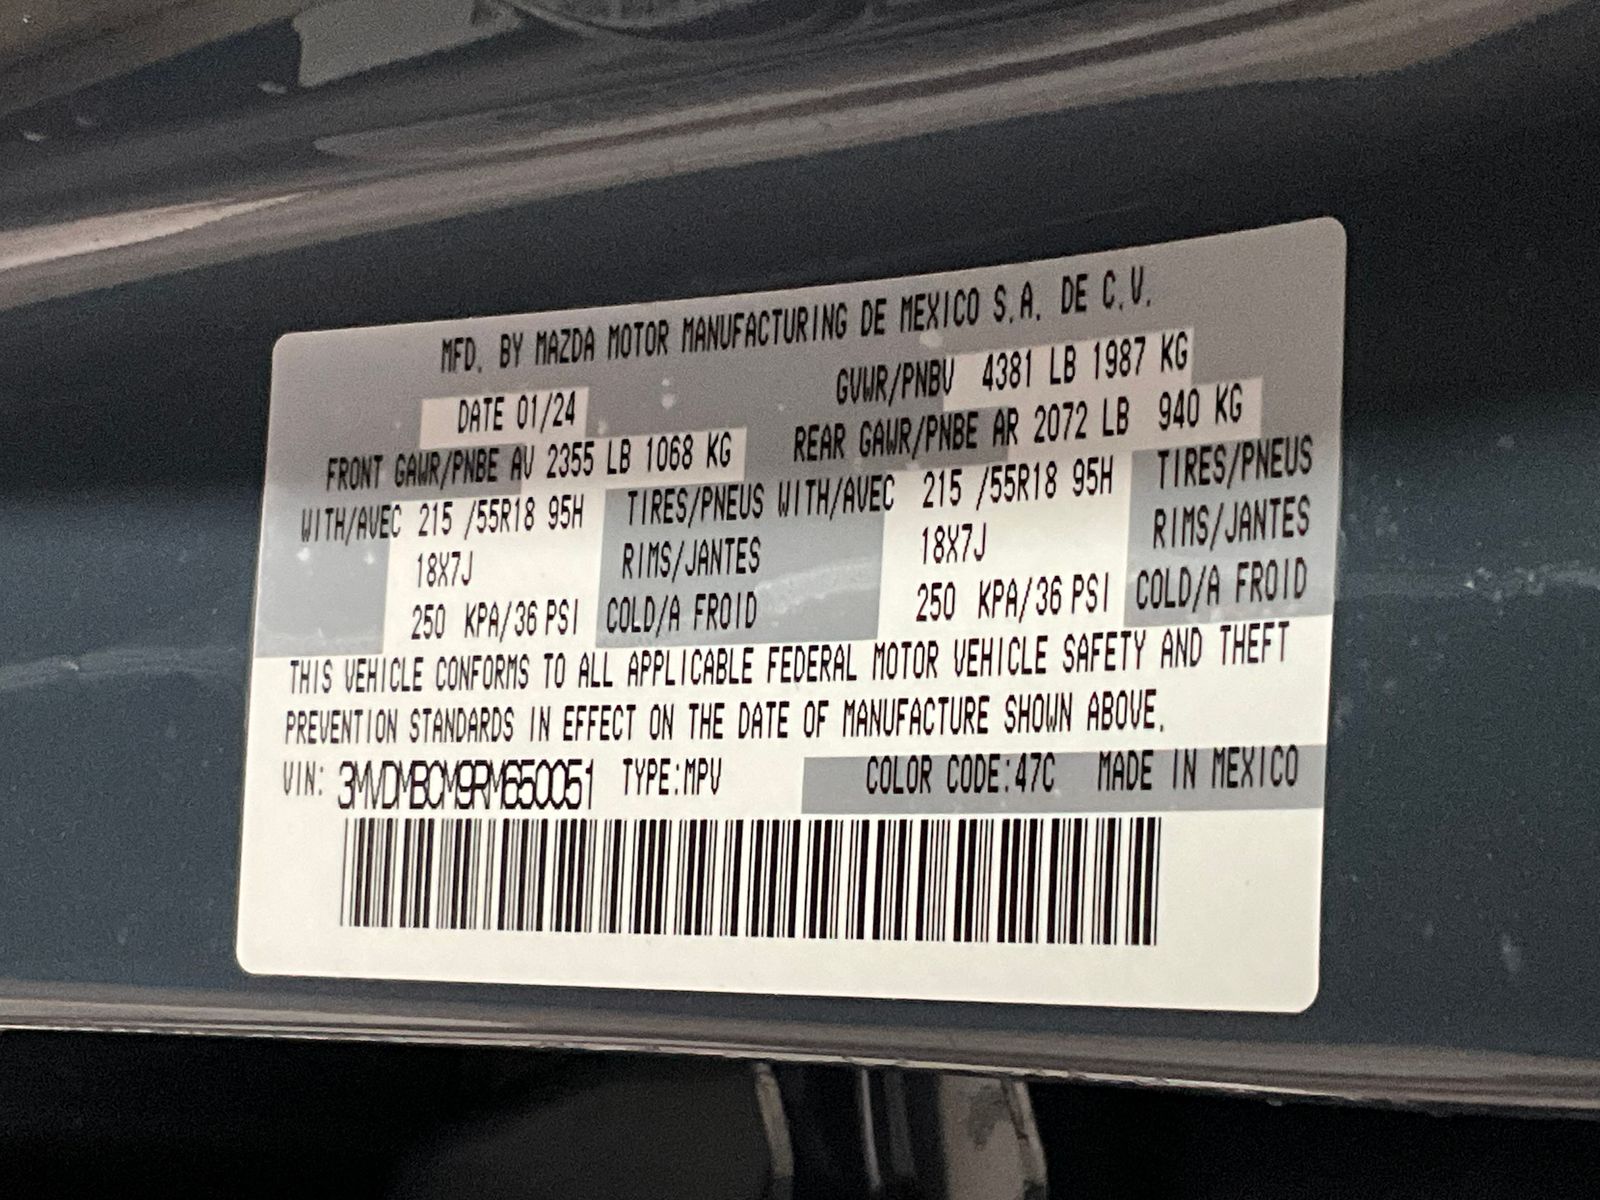 MFD. BY MAZDA MOTOR MANUFACTURING DE MEXICO S.A. DE C.V.
DATE 01/24 GVWR/PNBV 4381 LB 1987 KG
FRONT GAWR/PNBE AV 2355 LB 1068 KG REAR GAWR/PNBE AR 2072 LB 940 KG
WITH/AVEC 215 /55R18 95H TIRES/PNEUS WITH/AVEC 215 /55R18 95H TIRES/PNEUS
18X7J RIMS/JANTES 18X7J RIMS/JANTES
250 KPA/36 PSI COLD/A FROID 250 KPA/36 PSI COLD/A FROID
THIS VEHICLE CONFORMS TO ALL APPLICABLE FEDERAL MOTOR VEHICLE SAFETY AND THEFT
PREVENTION STANDARDS IN EFFECT ON THE DATE OF MANUFACTURE SHOWN ABOVE.
VIN: 3MVDMBCM9RM650051 TYPE:MPV COLOR CODE:47C MADE IN MEXICO